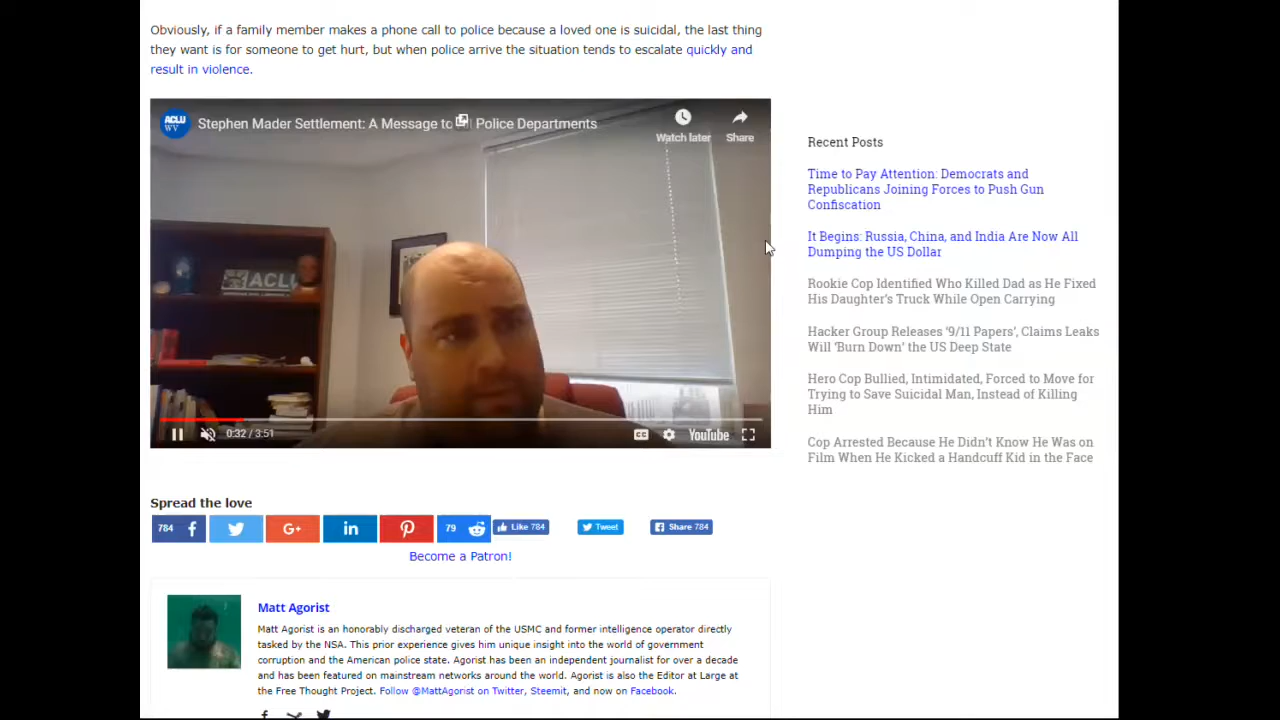 Obviously, if a family member makes a phone call to police because a loved one is suicidal, the last thing
they want is for someone to get hurt, but when police arrive the situation tends to escalate quickly and
result in violence.
ACLU
WV
Stephen Mader Settlement: A Message to Police Departments
Watch later
Share
ACLU
0:32 / 3:51
CC
YouTube
Spread the love
784
G+
in
79
Like 784
Tweet
Share 784
Become a Patron!
Matt Agorist
Matt Agorist is an honorably discharged veteran of the USMC and former intelligence operator directly
tasked by the NSA. This prior experience gives him unique insight into the world of government
corruption and the American police state. Agorist has been an independent journalist for over a decade
and has been featured on mainstream networks around the world. Agorist is also the Editor at Large at
the Free Thought Project. Follow @MattAgorist on Twitter, Steemit, and now on Facebook.
Recent Posts
Time to Pay Attention: Democrats and
Republicans Joining Forces to Push Gun
Confiscation
It Begins: Russia, China, and India Are Now All
Dumping the US Dollar
Rookie Cop Identified Who Killed Dad as He Fixed
His Daughter's Truck While Open Carrying
Hacker Group Releases '9/11 Papers', Claims Leaks
Will 'Burn Down' the US Deep State
Hero Cop Bullied, Intimidated, Forced to Move for
Trying to Save Suicidal Man, Instead of Killing
Him
Cop Arrested Because He Didn't Know He Was on
Film When He Kicked a Handcuff Kid in the Face